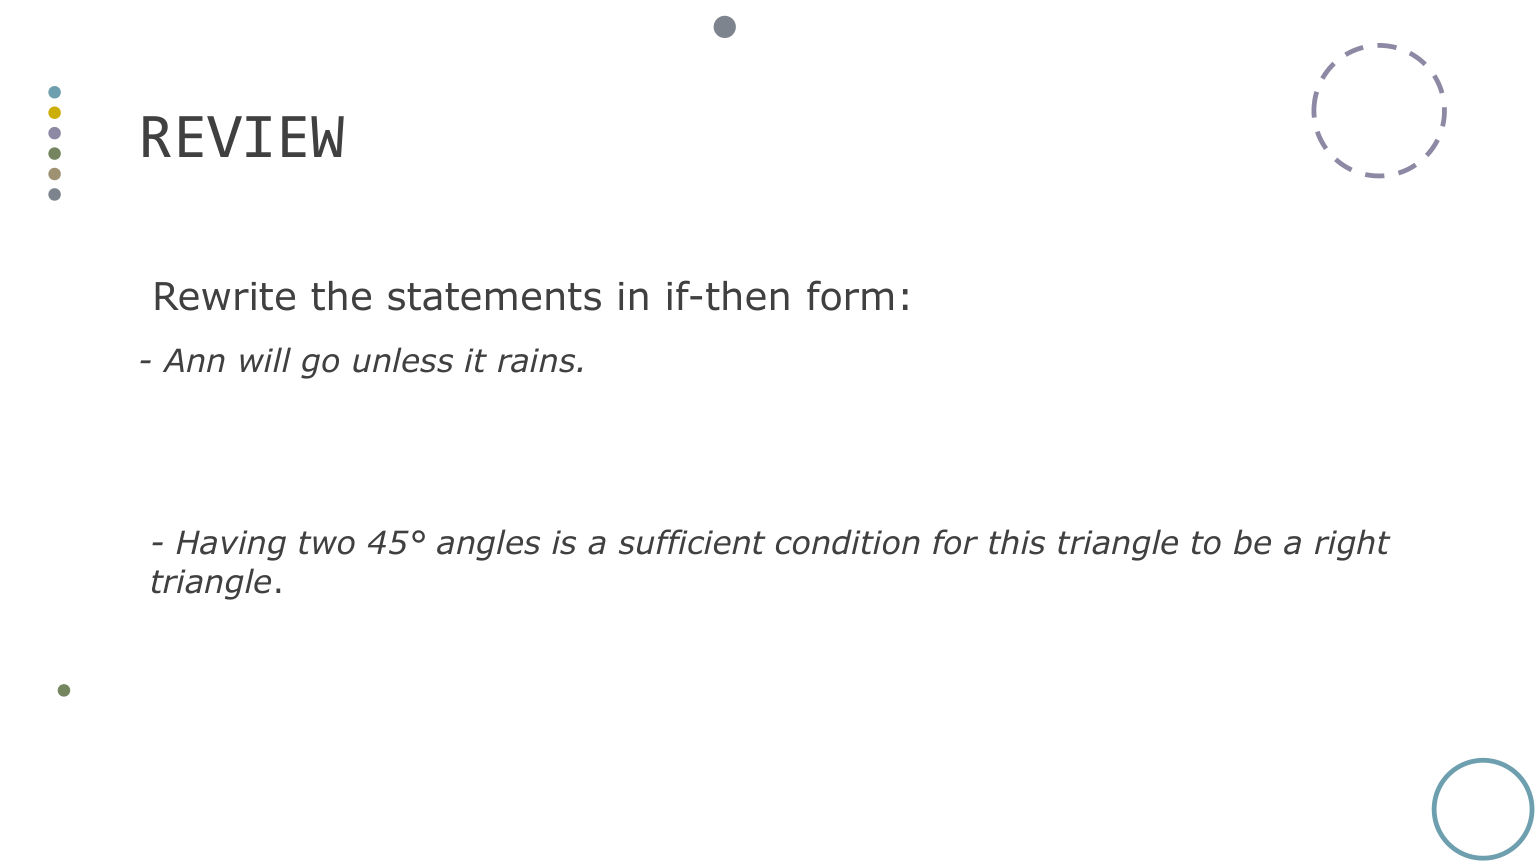 REVIEW
Rewrite the statements in if-then form:
- Ann will go unless it rains.
- Having two 45° angles is a sufficient condition for this triangle to be a right
triangle.